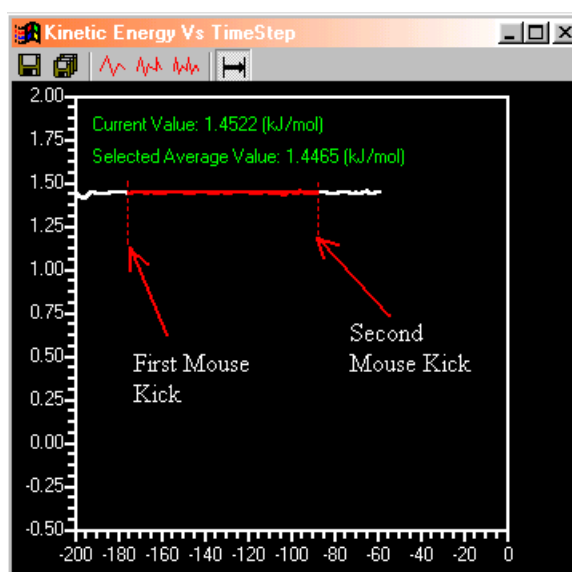 Kinetic Energy Vs TimeStep
2.00
Current Value: 1.4522 (kJ/mol)
1.75
Selected Average Value: 1.4465 (kJ/mol)
1.50
1.25
1.00
0.75
0.50
Second
Mouse Kick
First Mouse
Kick
0.25
0.00
-0.25
-0.50
-200 -180 -160 -140 -120 -100 -80 -60 -40 -20 0